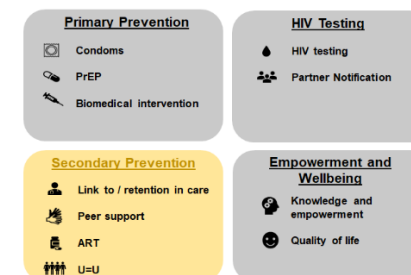 Primary Prevention
Condoms
PrEP
Biomedical intervention
HIV Testing
HIV testing
Partner Notification
Secondary Prevention
Link to / retention in care
Peer support
ART
U=U
Empowerment and
Wellbeing
Knowledge and
empowerment
Quality of life